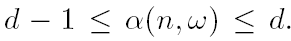 d − 1 ≤ α(n, ω) ≤ d.